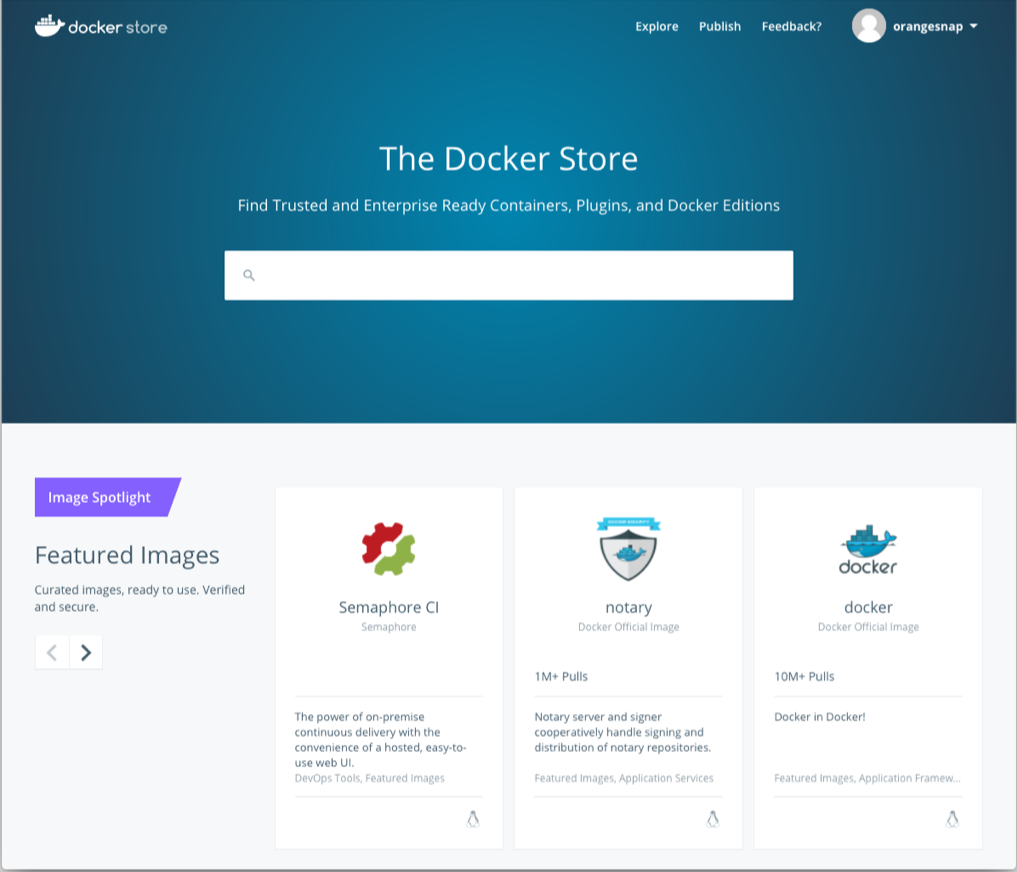 docker store
Explore
Publish
Feedback?
orangesnap
The Docker Store
Find Trusted and Enterprise Ready Containers, Plugins, and Docker Editions
Image Spotlight
Featured Images
Curated images, ready to use. Verified
and secure.
Semaphore CI
Semaphore
The power of on-premise
continuous delivery with the
convenience of a hosted, easy-to-
use web UI.
DevOps Tools, Featured Images
notary
Docker Official Image
1M+ Pulls
Notary server and signer
cooperatively handle signing and
distribution of notary repositories.
Featured Images, Application Services
docker
docker
Docker Official Image
10M+ Pulls
Docker in Docker!
Featured Images, Application Framew...